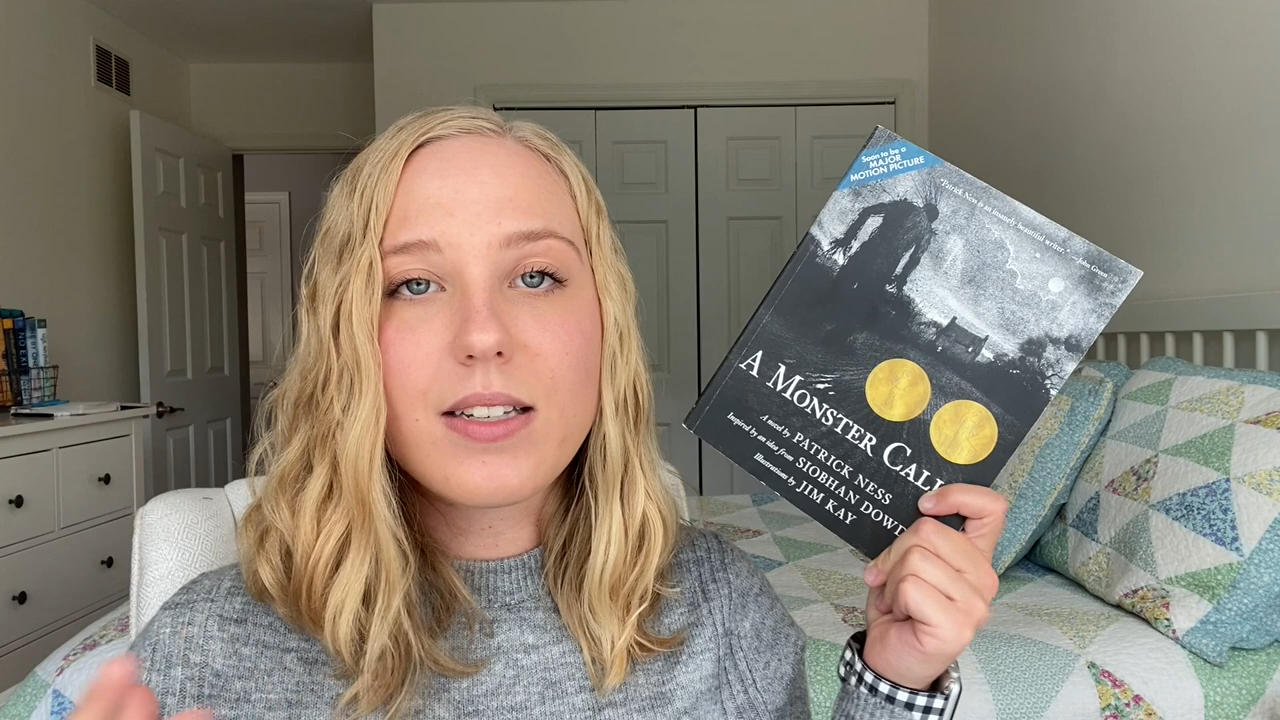 Soon to be a
MAJOR
MOTION PICTURE
"Patrick Ness is an insanely beautiful writer." —John Green
A MONSTER CAL
A novel by PATRICK NESS
Inspired by an idea from SIOBHAN DOWD
Illustrations by JIM KAY